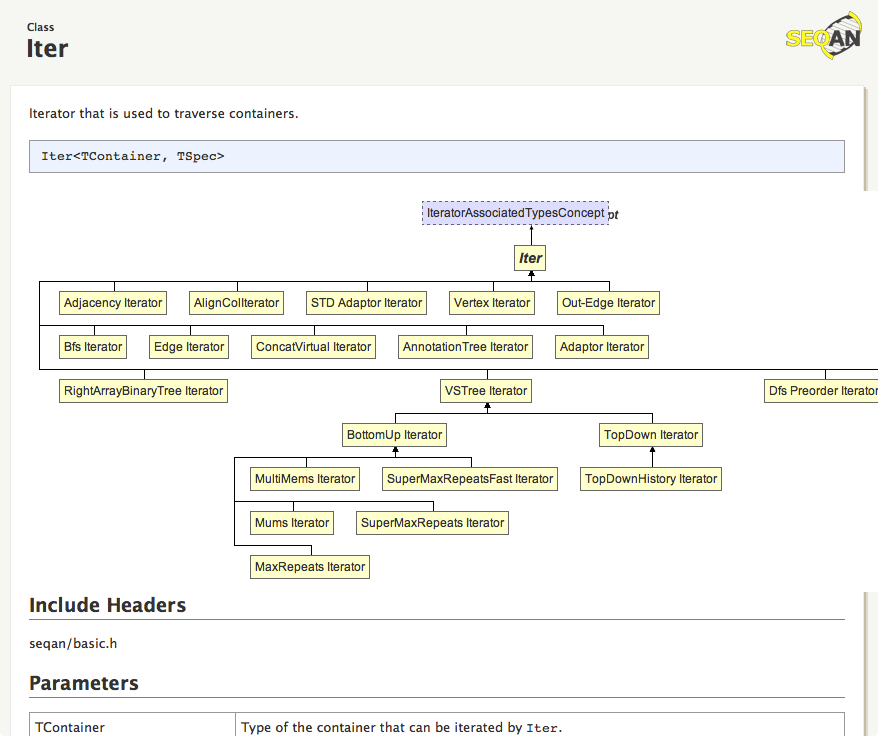 Class
Iter
SEQAN
Iterator that is used to traverse containers.
Iter<TContainer, TSpec>
IteratorAssociatedTypesConcept pt
Iter
Adjacency Iterator AlignColIterator STD Adaptor Iterator Vertex Iterator Out-Edge Iterator
Bfs Iterator Edge Iterator ConcatVirtual Iterator AnnotationTree Iterator Adaptor Iterator
RightArrayBinaryTree Iterator VSTree Iterator Dfs Preorder Iterator
BottomUp Iterator TopDown Iterator
MultiMems Iterator SuperMaxRepeatsFast Iterator TopDownHistory Iterator
Mums Iterator SuperMaxRepeats Iterator
MaxRepeats Iterator
Include Headers
seqan/basic.h
Parameters
TContainer Type of the container that can be iterated by Iter.